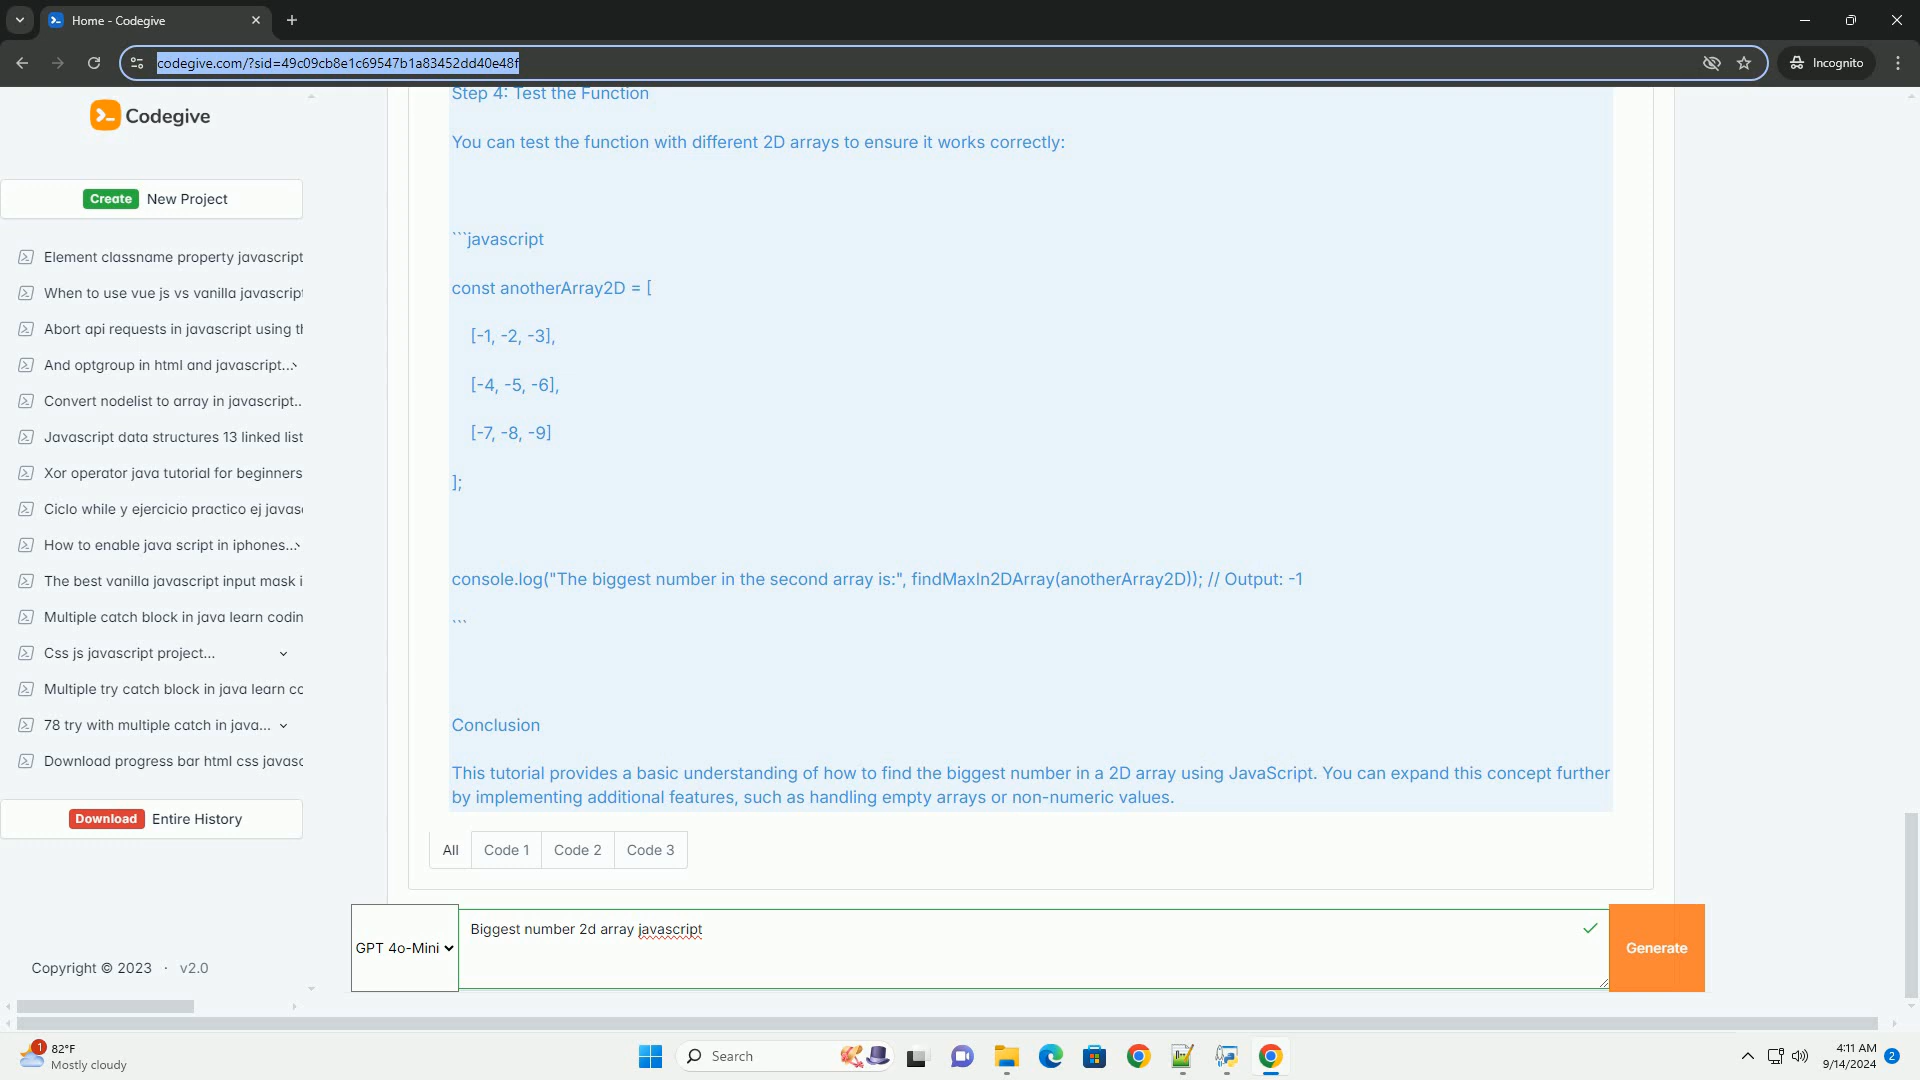 Home - Codegive
codegive.com/?sid=49c09cb8e1c69547b1a83452dd40e48f
Incognito
Codegive
Create New Project
Element classname property javascript
When to use vue js vs vanilla javascript
Abort api requests in javascript using th
And optgroup in html and javascript...
Convert nodelist to array in javascript...
Javascript data structures 13 linked list
Xor operator java tutorial for beginners
Ciclo while y ejercicio practico ej javasc
How to enable java script in iphones...
The best vanilla javascript input mask i
Multiple catch block in java learn codin
Css js javascript project...
Multiple try catch block in java learn cc
78 try with multiple catch in java...
Download progress bar html css javasc
Download Entire History
Copyright © 2023 · v2.0
Step 4: Test the Function
You can test the function with different 2D arrays to ensure it works correctly:
```javascript
const anotherArray2D = [
[-1, -2, -3],
[-4, -5, -6],
[-7, -8, -9]
];
console.log("The biggest number in the second array is:", findMaxIn2DArray(anotherArray2D)); // Output: -1
```
Conclusion
This tutorial provides a basic understanding of how to find the biggest number in a 2D array using JavaScript. You can expand this concept further
by implementing additional features, such as handling empty arrays or non-numeric values.
All Code 1 Code 2 Code 3
GPT 4o-Mini
Biggest number 2d array javascript
Generate
1
82°F
Mostly cloudy
Search
4:11 AM
9/14/2024
2